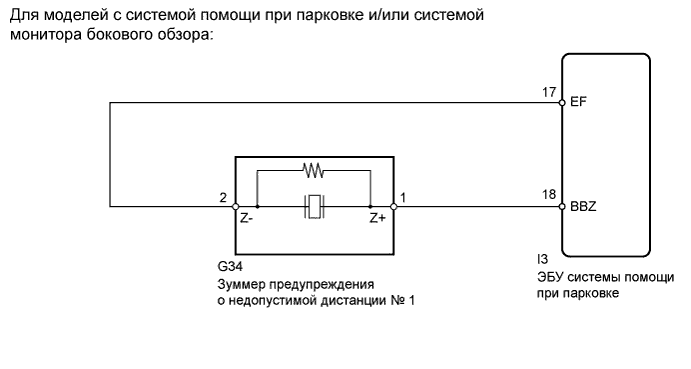 Для моделей с системой помощи при парковке и/или системой
монитора бокового обзора:
17
EF
2
1
18
Z-
Z+
BBZ
G34
Зуммер предупреждения
о недопустимой дистанции № 1
I3
ЭБУ системы помощи
при парковке